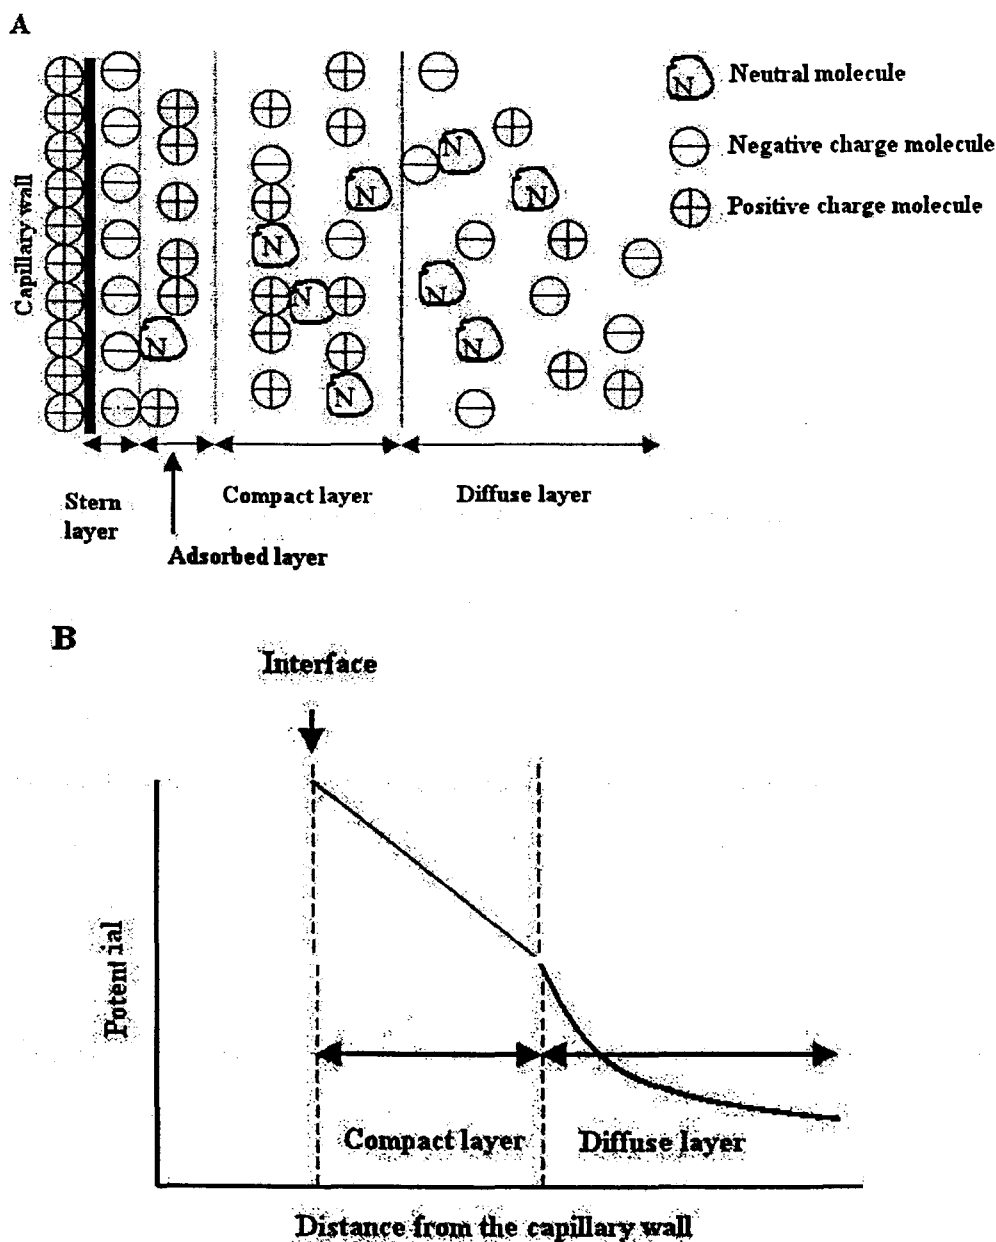 A
Capillary wall
N
N
N
N
N
N
N
N
N
N
Neutral molecule
Negative charge molecule
Positive charge molecule
Stern
layer
Adsorbed layer
Compact layer
Diffuse layer
B
Interface
Potential
Compact layer
Diffuse layer
Distance from the capillary wall